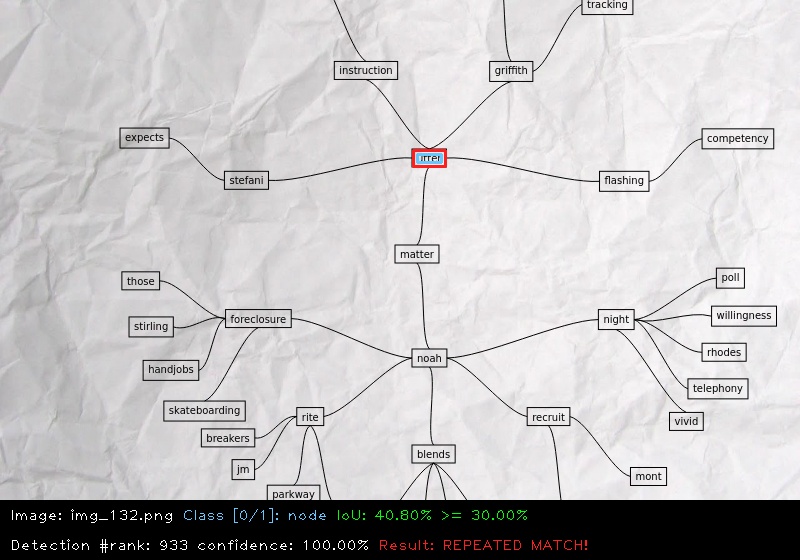 tracking
instruction
griffith
expects
competency
stefani
flashing
matter
those
poll
stirling
foreclosure
night
willingness
handjobs
noah
rhodes
telephony
skateboarding
rite
recruit
vivid
breakers
blends
jm
mont
parkway
Image: img_132.png Class [0/1]: node IoU: 40.80% >= 30.00%
Detection #rank: 933 confidence: 100.00% Result: REPEATED MATCH!